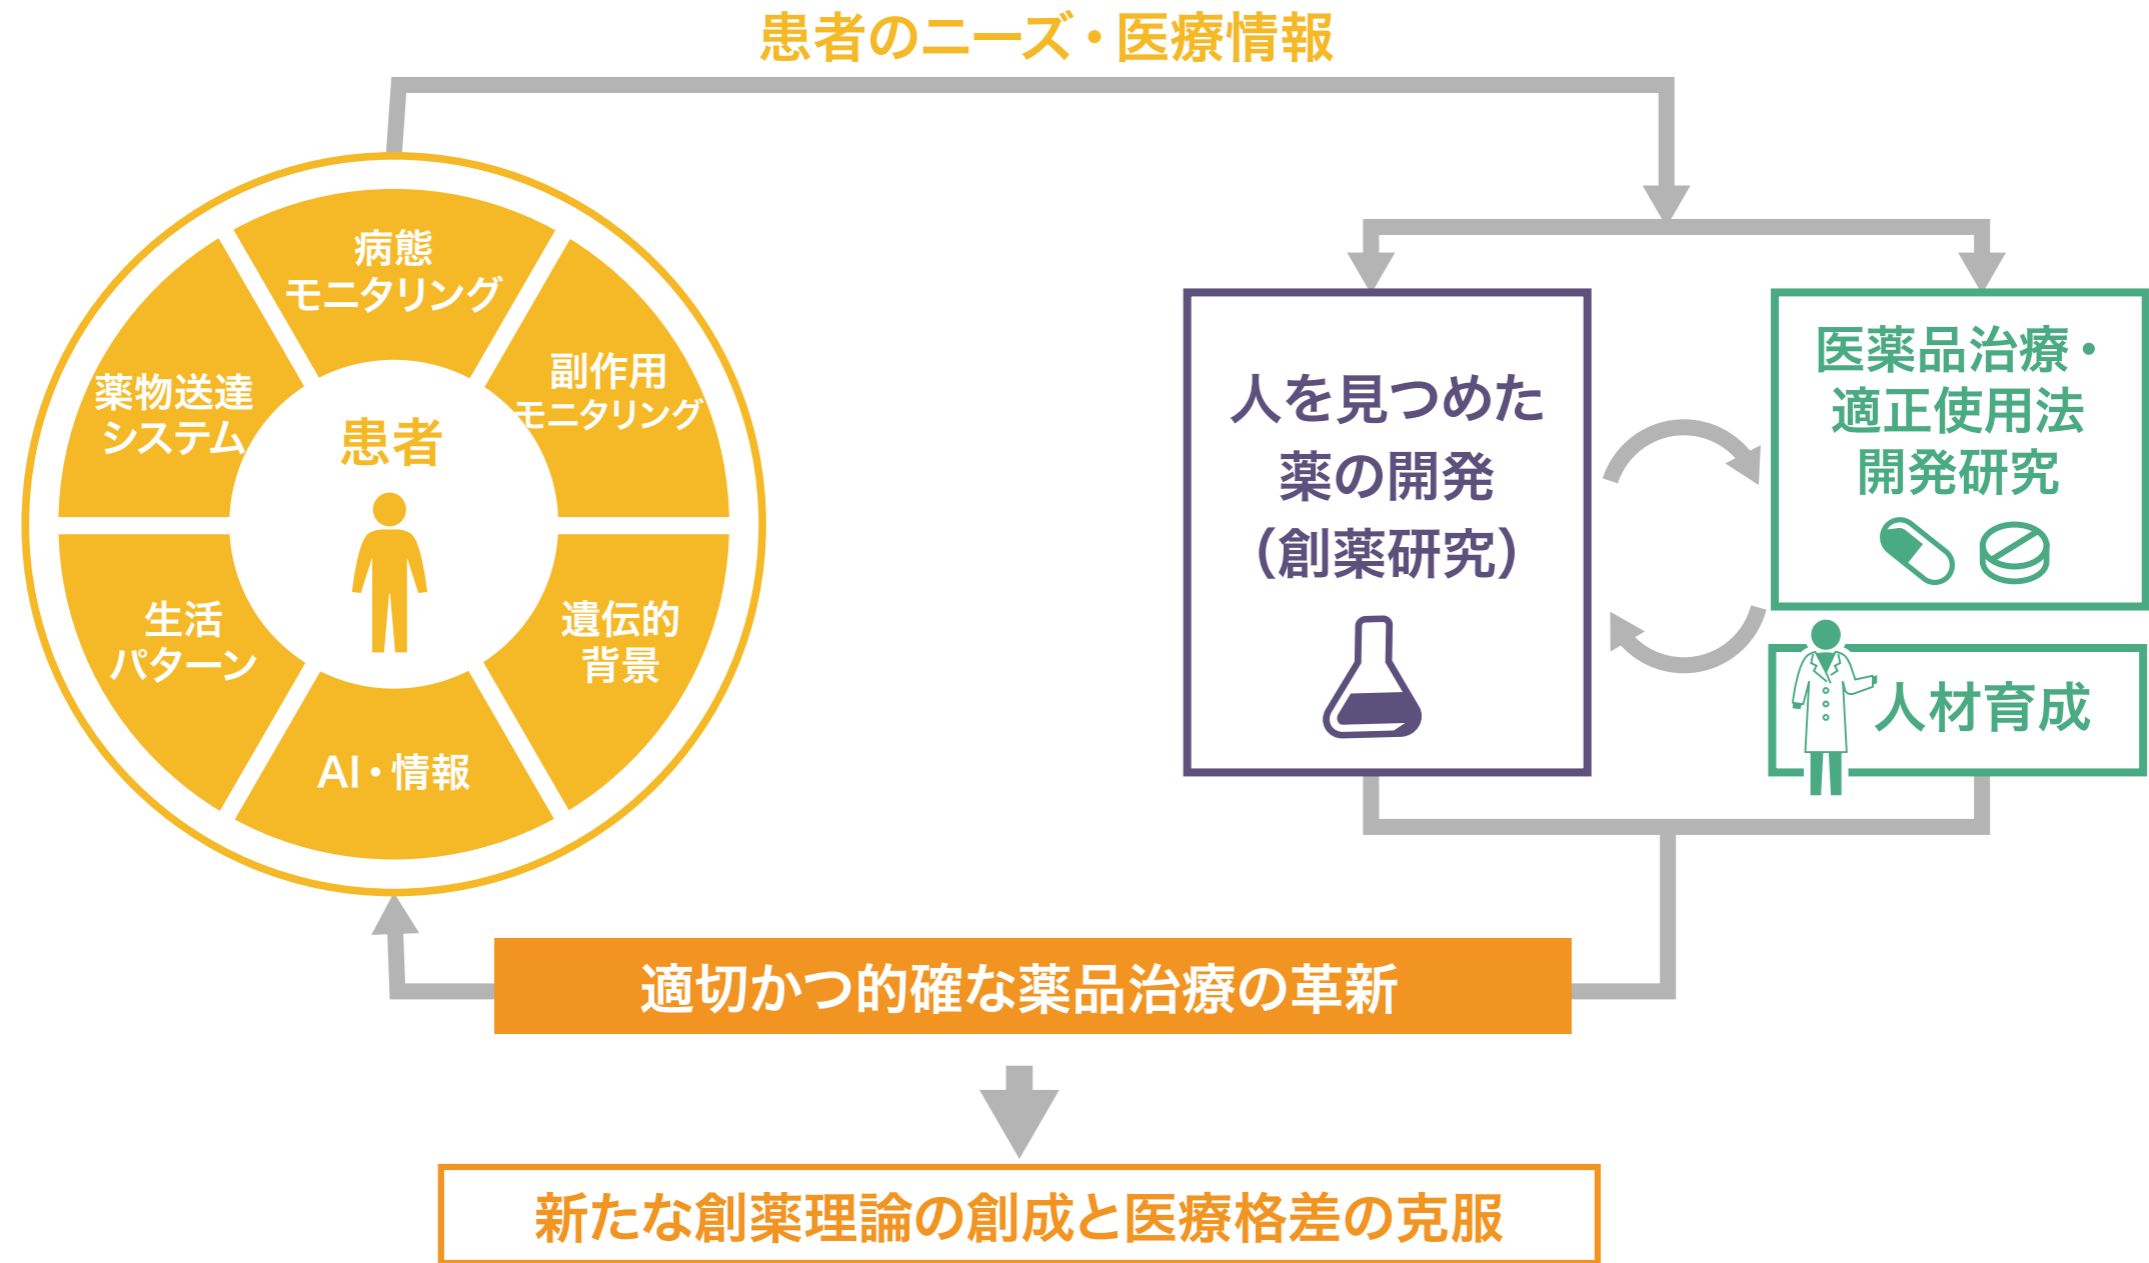 患者のニーズ・医療情報
病態
モニタリング
副作用
モニタリング
薬物送達
システム
患者
生活
パターン
遺伝的
背景
AI・情報
人を見つめた
薬の開発
（創薬研究）
医薬品治療・
適正使用法
開発研究
人材育成
適切かつ的確な薬品治療の革新
新たな創薬理論の創成と医療格差の克服